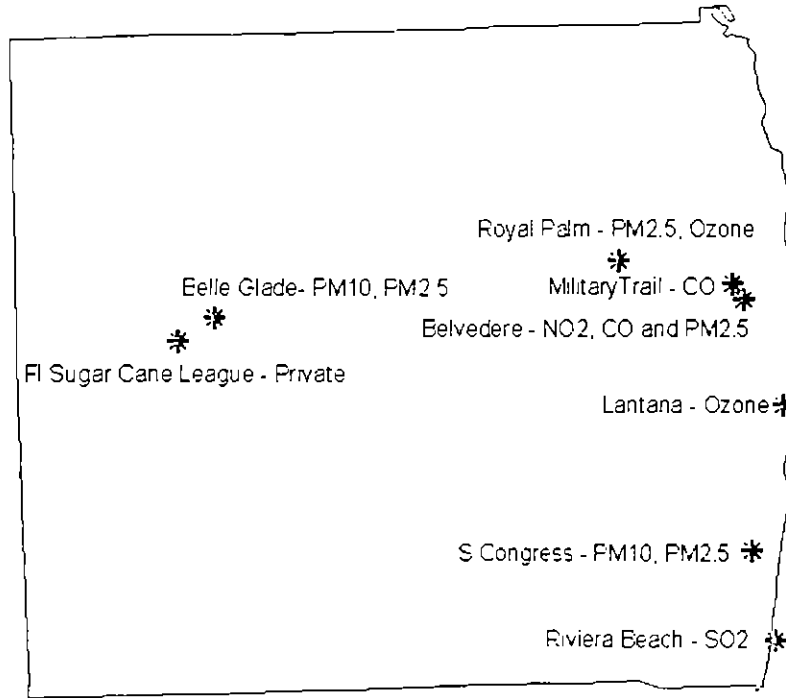 Royal Palm - PM2.5, Ozone
Belle Glade- PM10, PM2.5
MilitaryTrail - CO
Belvedere - NO2, CO and PM2.5
Fl Sugar Cane League - Private
Lantana - Ozone
S Congress - PM10, PM2.5
Riviera Beach - SO2